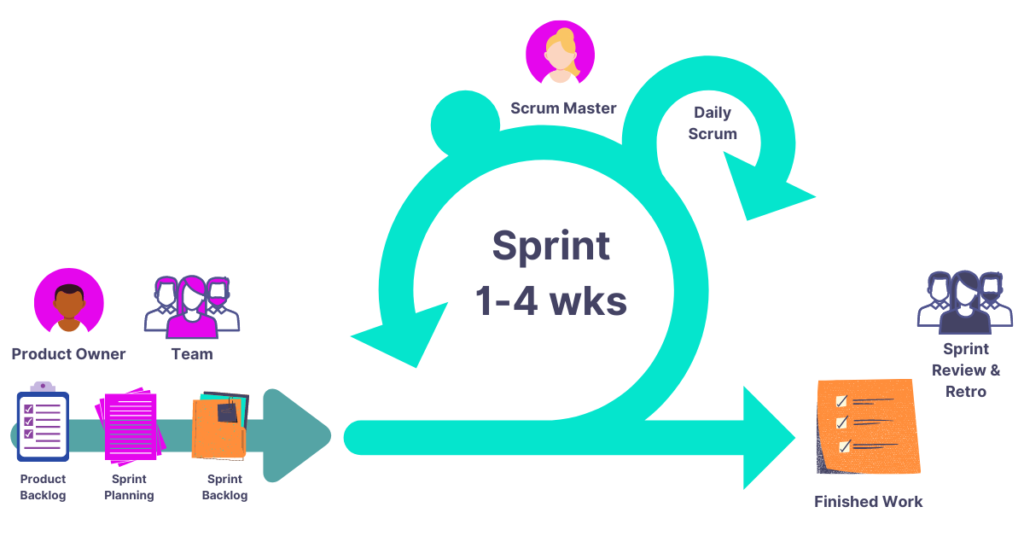 Scrum Master
Daily
Scrum
Sprint
1-4 wks
Product Owner
Team
Product
Backlog
Sprint
Planning
Sprint
Backlog
Sprint
Review &
Retro
Finished Work